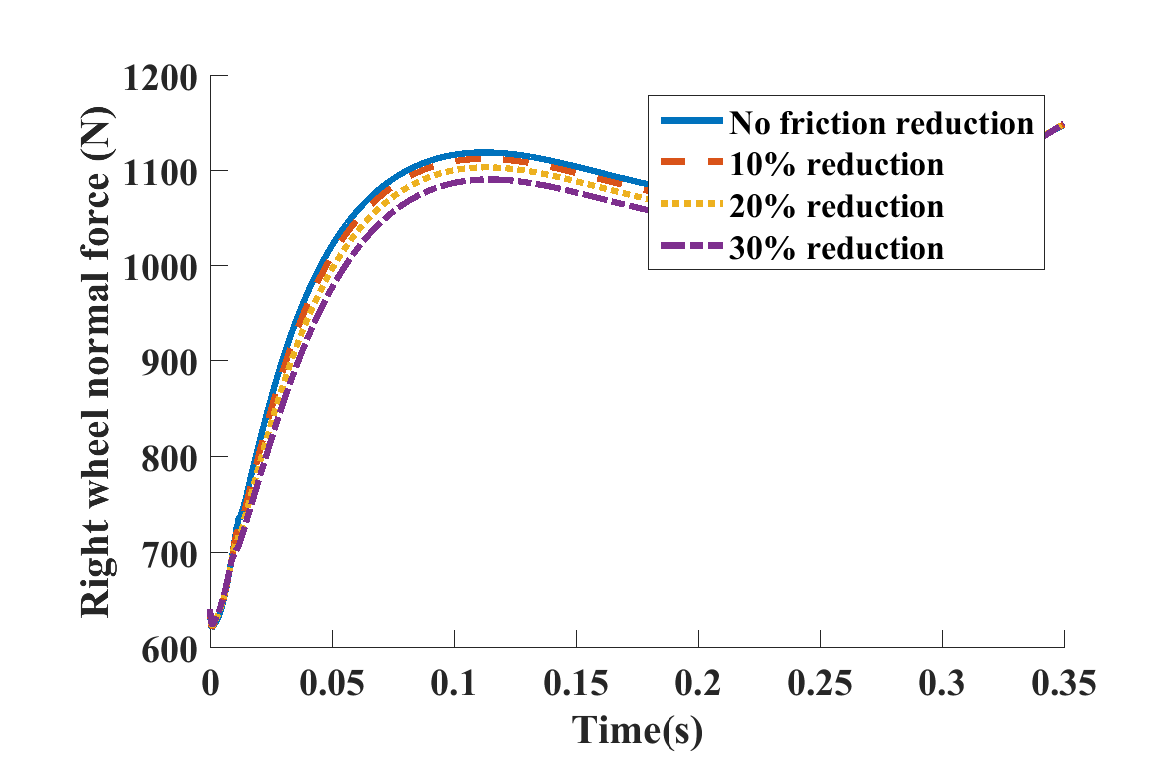 Right wheel normal force (N)
1200
1100
1000
900
800
700
600
0 0.05 0.1 0.15 0.2 0.25 0.3 0.35
Time(s)
No friction reduction
10% reduction
20% reduction
30% reduction